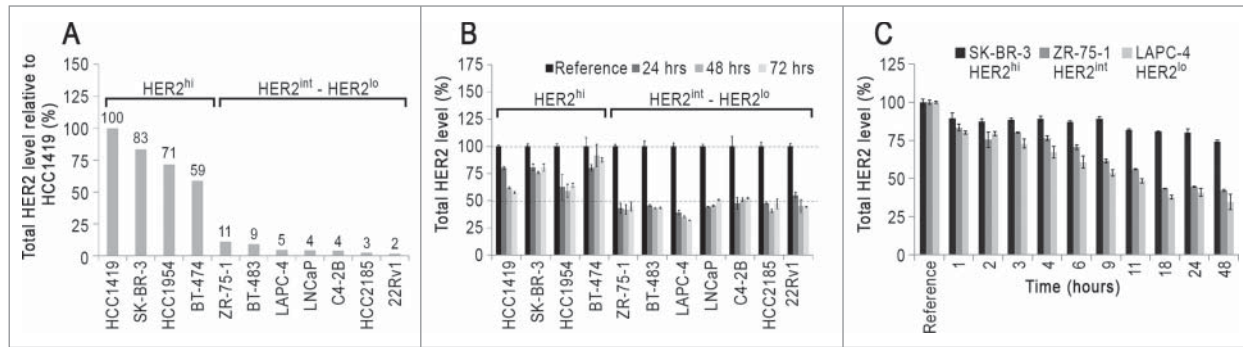 A
Total HER2 level relative to
HCC1419 (%)
150
125
100
75
50
25
0
HER2hi
HER2int - HER2lo
100
83
71
59
11
9
5
4
4
3
2
HCC1419
SK-BR-3
HCC1954
BT-474
ZR-75-1
BT-483
LAPC-4
LNCaP
C4-2B
HCC2185
22Rv1
B
Total HER2 level (%)
175
150
125
100
75
50
25
0
Reference 24 hrs 48 hrs 72 hrs
HER2hi
HER2int - HER2lo
HCC1419
SK-BR-3
HCC1954
BT-474
ZR-75-1
BT-483
LAPC-4
LNCaP
C4-2B
HCC2185
22Rv1
C
Total HER2 level (%)
150
125
100
75
50
25
0
SK-BR-3 ZR-75-1 LAPC-4
HER2hi HER2int HER2lo
Reference
1
2
3
4
6
9
11
18
24
48
Time (hours)